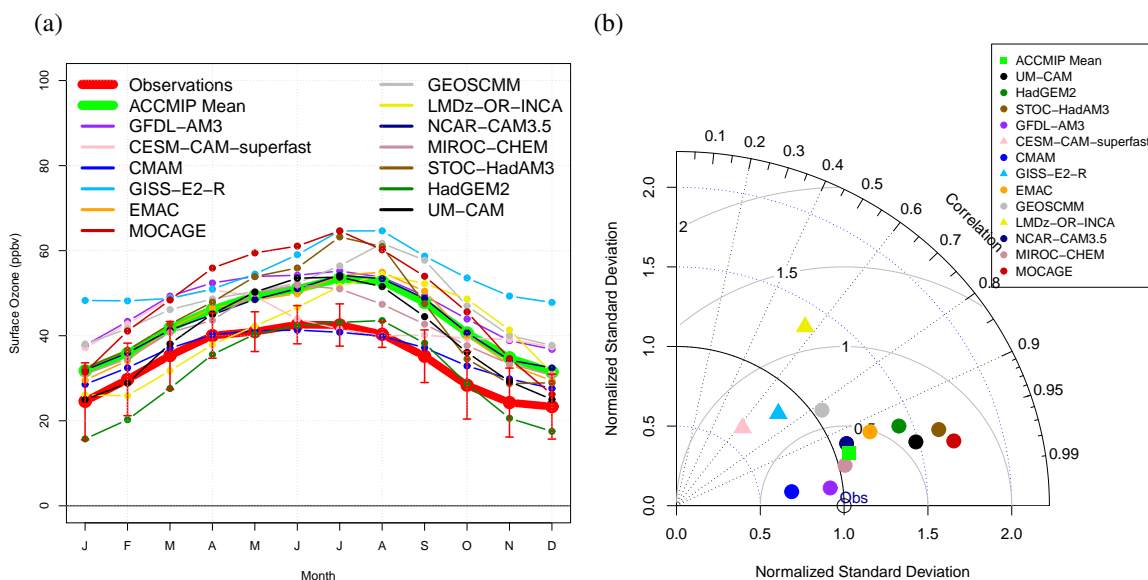 (a)
(b)
Surface Ozone (ppbv)
100
80
60
40
20
0
Observations
ACCMIP Mean
GFDL−AM3
CESM−CAM−superfast
CMAM
GISS−E2−R
EMAC
MOCAGE
GEOSCMM
LMDz−OR−INCA
NCAR−CAM3.5
MIROC−CHEM
STOC−HadAM3
HadGEM2
UM−CAM
J F M A M J J A S O N D
Month
ACCMIP Mean
UM−CAM
HadGEM2
STOC−HadAM3
GFDL−AM3
CESM−CAM−superfast
CMAM
GISS−E2−R
EMAC
GEOSCMM
LMDz−OR−INCA
NCAR−CAM3.5
MIROC−CHEM
MOCAGE
0.1 0.2 0.3 0.4 0.5 0.6 0.7 0.8 0.9 0.95 0.99
Correlation
Normalized Standard Deviation
2.0
1.5
1.0
0.5
0.0
2
1.5
1
0.5
Obs
0.0 0.5 1.0 1.5 2.0
Normalized Standard Deviation